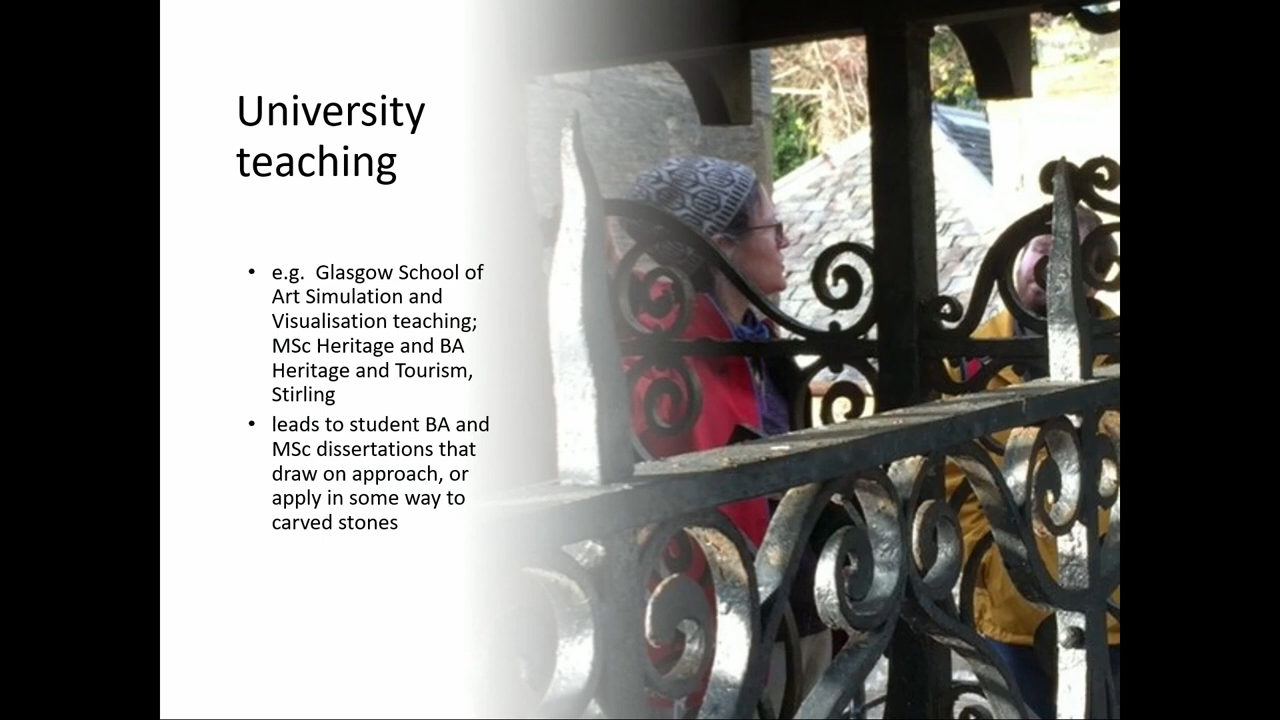 University
teaching
• e.g.  Glasgow School of
Art Simulation and
Visualisation teaching;
MSc Heritage and BA
Heritage and Tourism,
Stirling
• leads to student BA and
MSc dissertations that
draw on approach, or
apply in some way to
carved stones